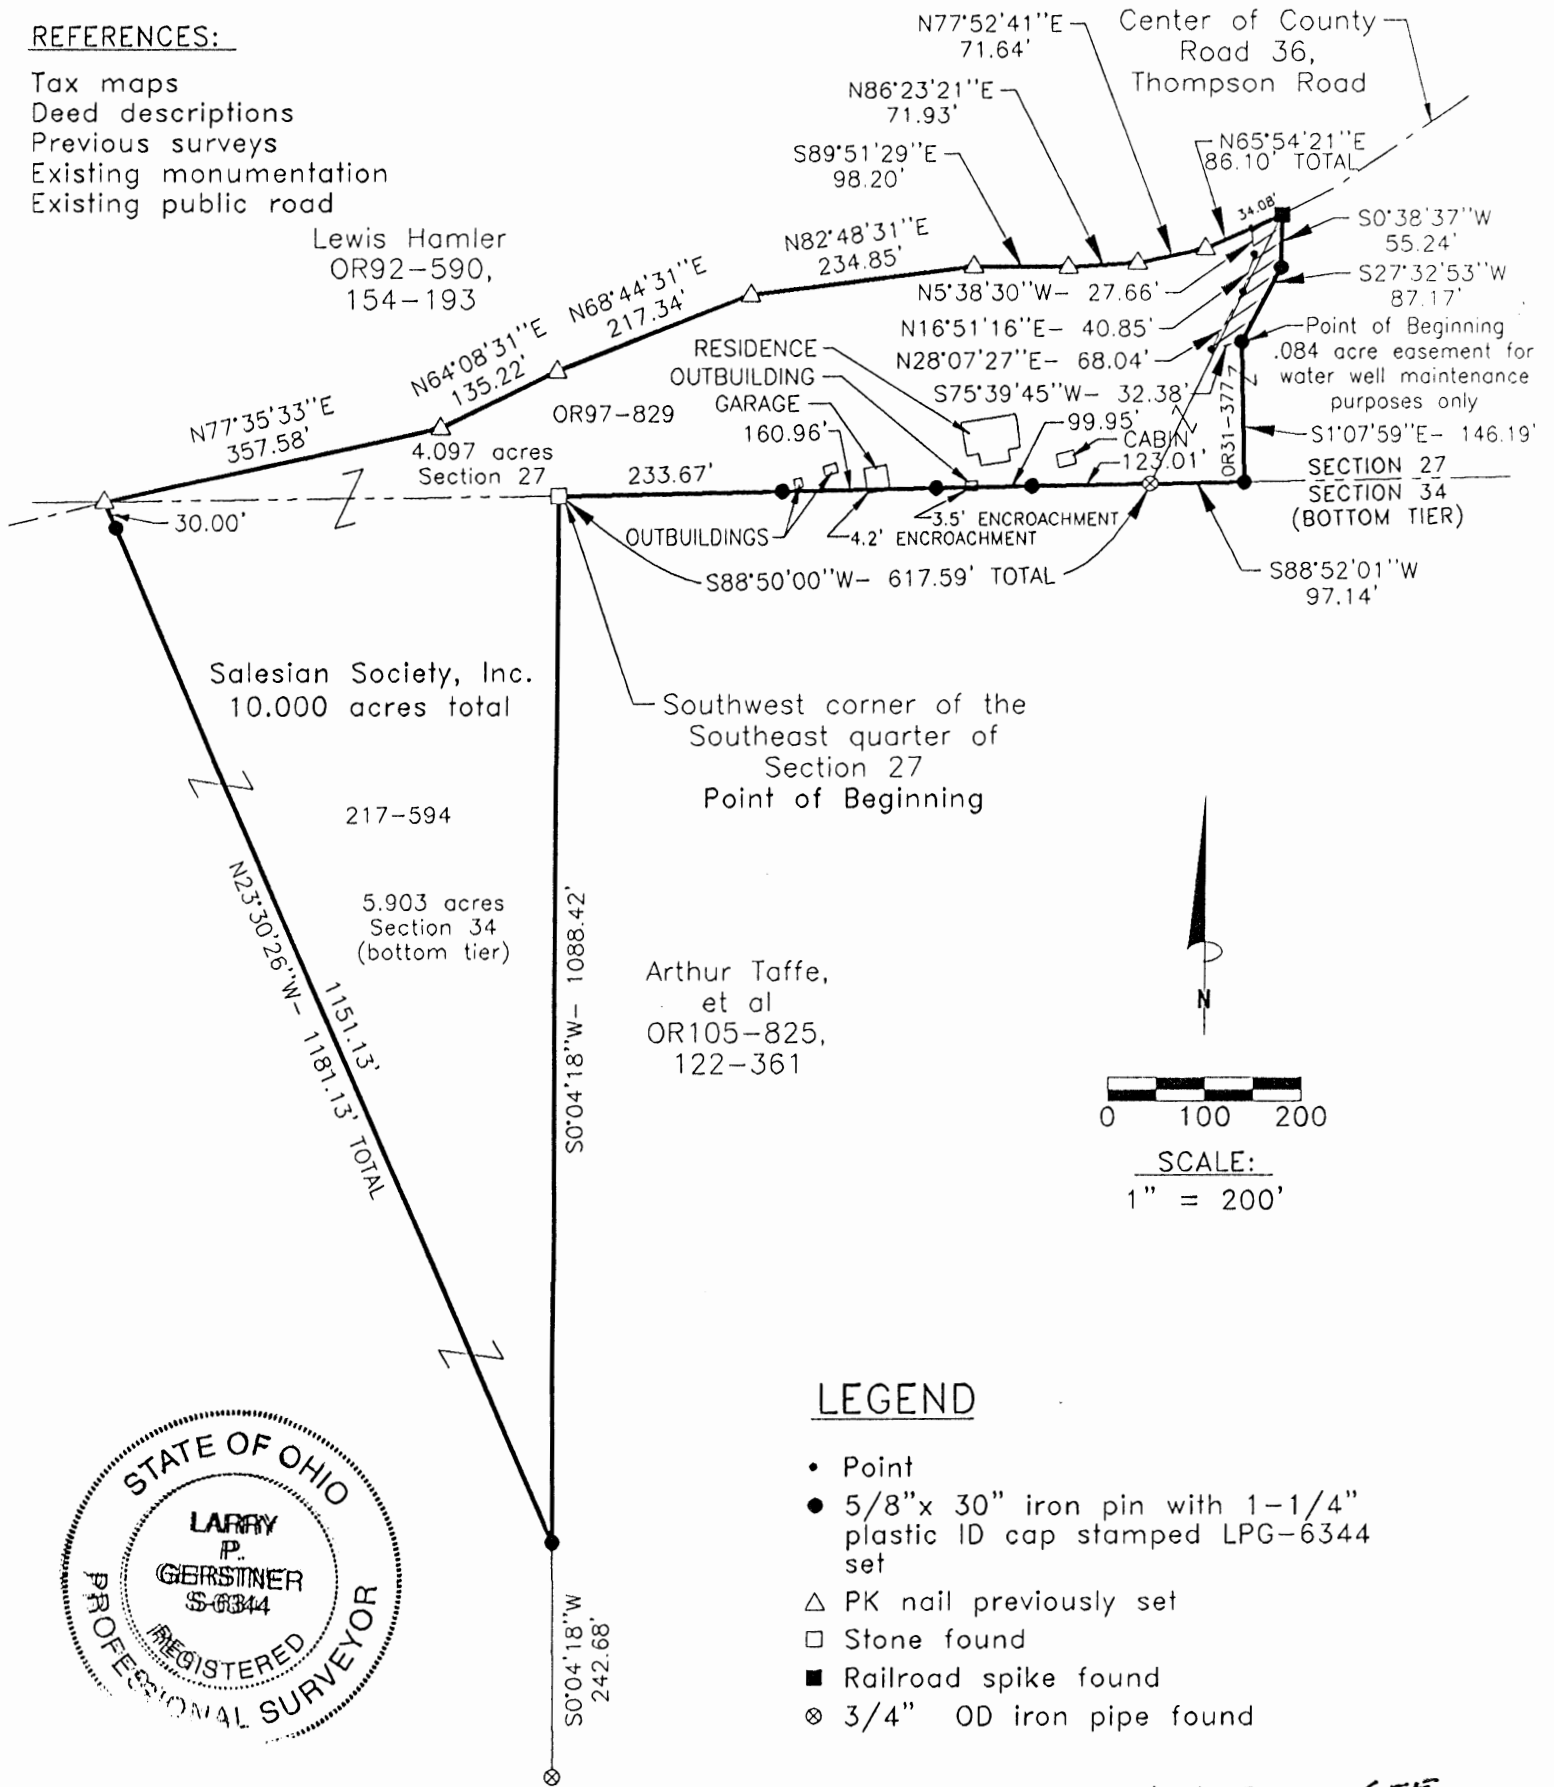 REFERENCES:
Tax maps
Deed descriptions
Previous surveys
Existing monumentation
Existing public road
Lewis Hamler
OR92-590,
154-193
N77°52'41"E
71.64'
Center of County
Road 36,
Thompson Road
N86°23'21"E
71.93'
S89°51'29"E
98.20'
N65°54'21"E
86.10' TOTAL
34.08'
N82°48'31"E
234.85'
S0°38'37"W
55.24'
S27°32'53"W
87.17'
N68°44'31"E
217.34'
N5°38'30"W- 27.66'
N16°51'16"E- 40.85'
N28°07'27"E- 68.04'
S75°39'45"W- 32.38'
Point of Beginning
.084 acre easement for
water well maintenance
purposes only
N64°08'31"E
135.22'
N77°35'33"E
357.58'
RESIDENCE
OUTBUILDING
GARAGE
160.96'
OR97-829
99.95'
CABIN
123.01'
OR31-377
S1°07'59"E- 146.19'
4.097 acres
Section 27
233.67'
SECTION 27
SECTION 34
(BOTTOM TIER)
30.00'
OUTBUILDINGS
3.5' ENCROACHMENT
4.2' ENCROACHMENT
S88°50'00"W- 617.59' TOTAL
S88°52'01"W
97.14'
Salesian Society, Inc.
10.000 acres total
Southwest corner of the
Southeast quarter of
Section 27
Point of Beginning
217-594
5.903 acres
Section 34
(bottom tier)
N23°30'26"W- 1181.13' TOTAL
1151.13'
S0°04'18"W- 1088.42'
Arthur Taffe,
et al
OR105-825,
122-361
N
0 100 200
SCALE:
1" = 200'
LEGEND
Point
5/8"x 30" iron pin with 1-1/4"
plastic ID cap stamped LPG-6344
set
PK nail previously set
Stone found
Railroad spike found
3/4" OD iron pipe found
STATE OF OHIO
LARRY
P.
GERSTNER
S-6344
REGISTERED
PROFESSIONAL SURVEYOR
S0°04'18"W
242.68'